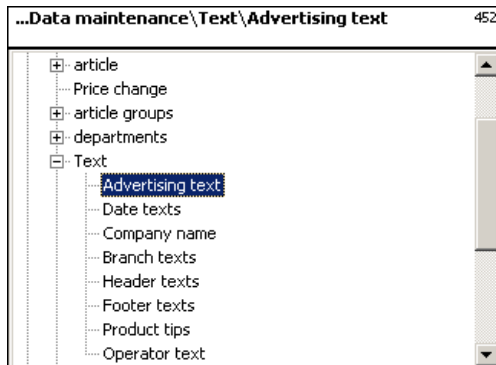 ...Data maintenance\Text\Advertising text 452
article
Price change
article groups
departments
Text
Advertising text
Date texts
Company name
Branch texts
Header texts
Footer texts
Product tips
Operator text